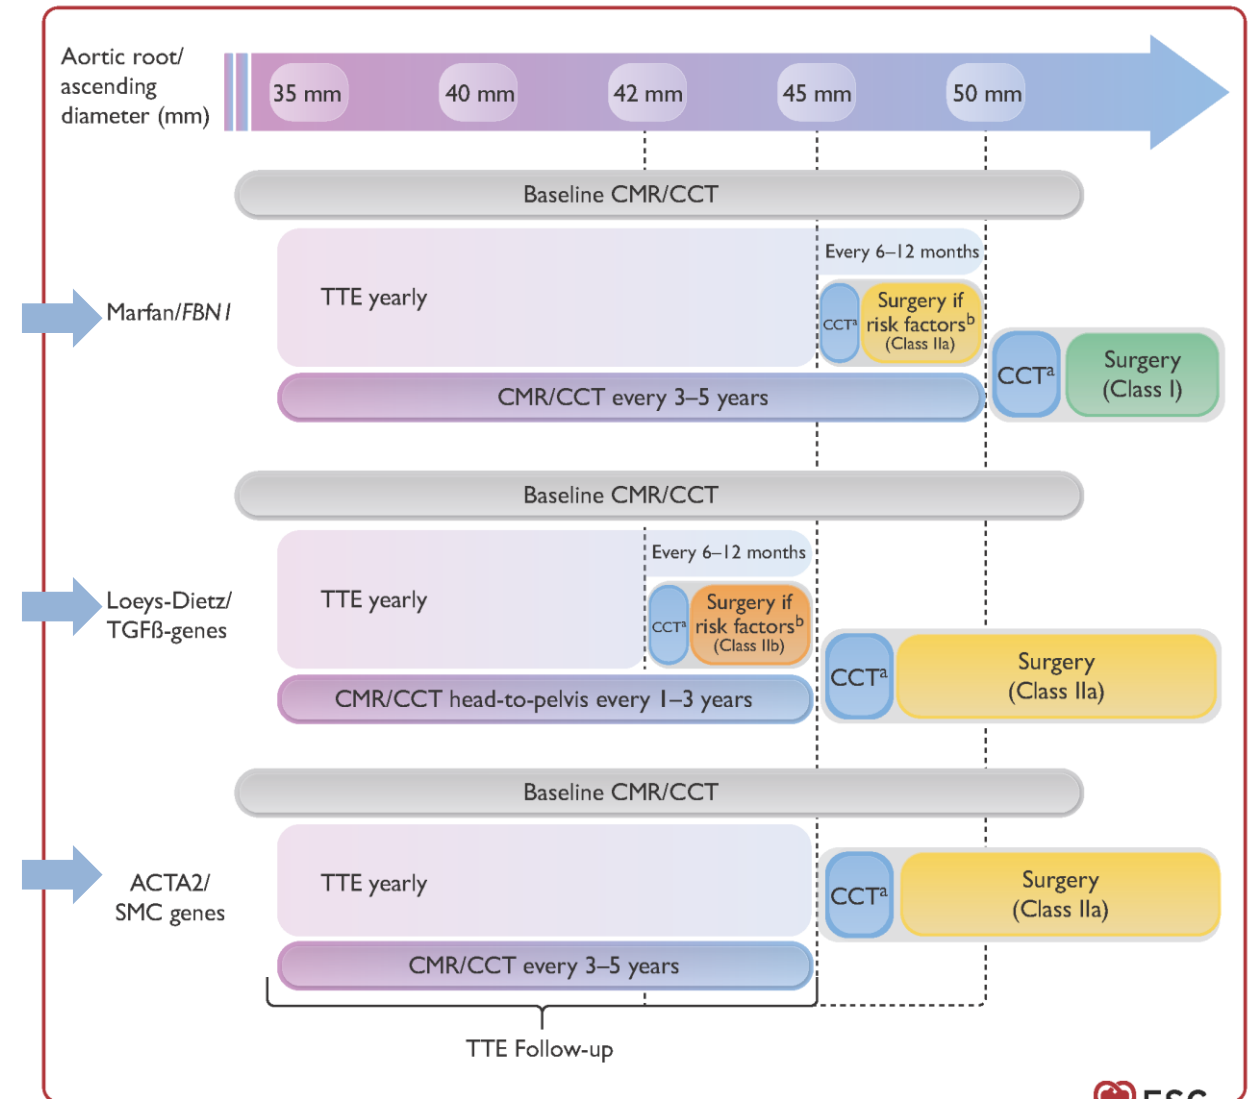 Aortic root/
ascending
diameter (mm)
35 mm
40 mm
42 mm
45 mm
50 mm
Baseline CMR/CCT
Marfan/FBN1
TTE yearly
Every 6–12 months
CCTa
Surgery if
risk factorsb
(Class IIa)
CMR/CCT every 3–5 years
CCTa
Surgery
(Class I)
Baseline CMR/CCT
Loeys-Dietz/
TGFß-genes
TTE yearly
Every 6–12 months
CCTa
Surgery if
risk factorsb
(Class IIb)
CMR/CCT head-to-pelvis every 1–3 years
CCTa
Surgery
(Class IIa)
Baseline CMR/CCT
ACTA2/
SMC genes
TTE yearly
CMR/CCT every 3–5 years
CCTa
Surgery
(Class IIa)
TTE Follow-up
ESC